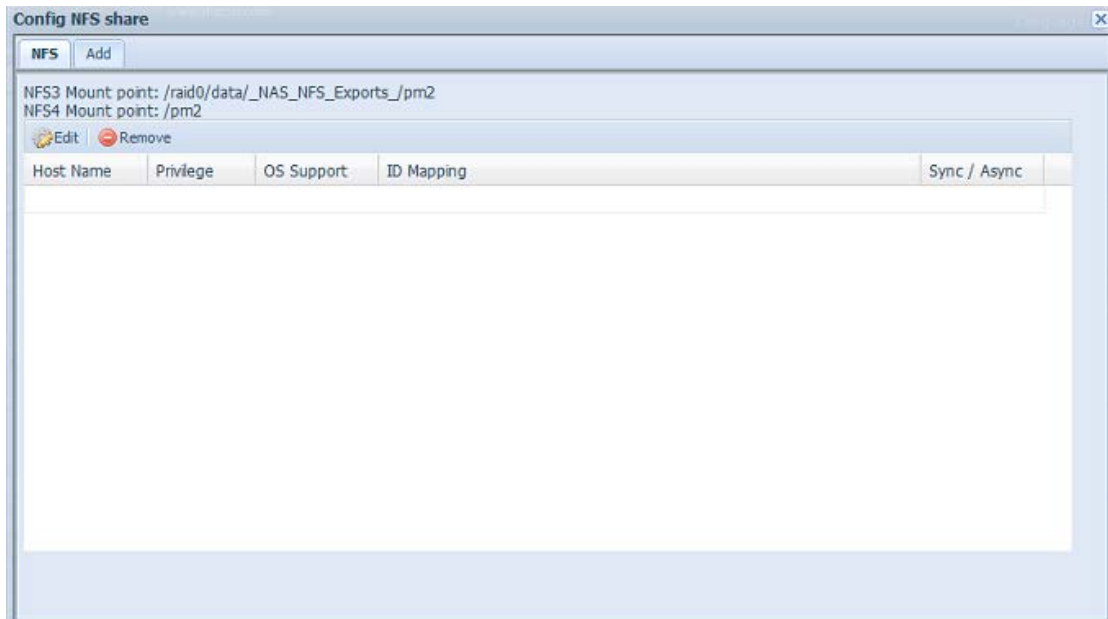 Config NFS share
NFS Add
NFS3 Mount point: /raid0/data/_NAS_NFS_Exports_/pm2
NFS4 Mount point: /pm2
Edit Remove
Host Name Privilege OS Support ID Mapping Sync / Async